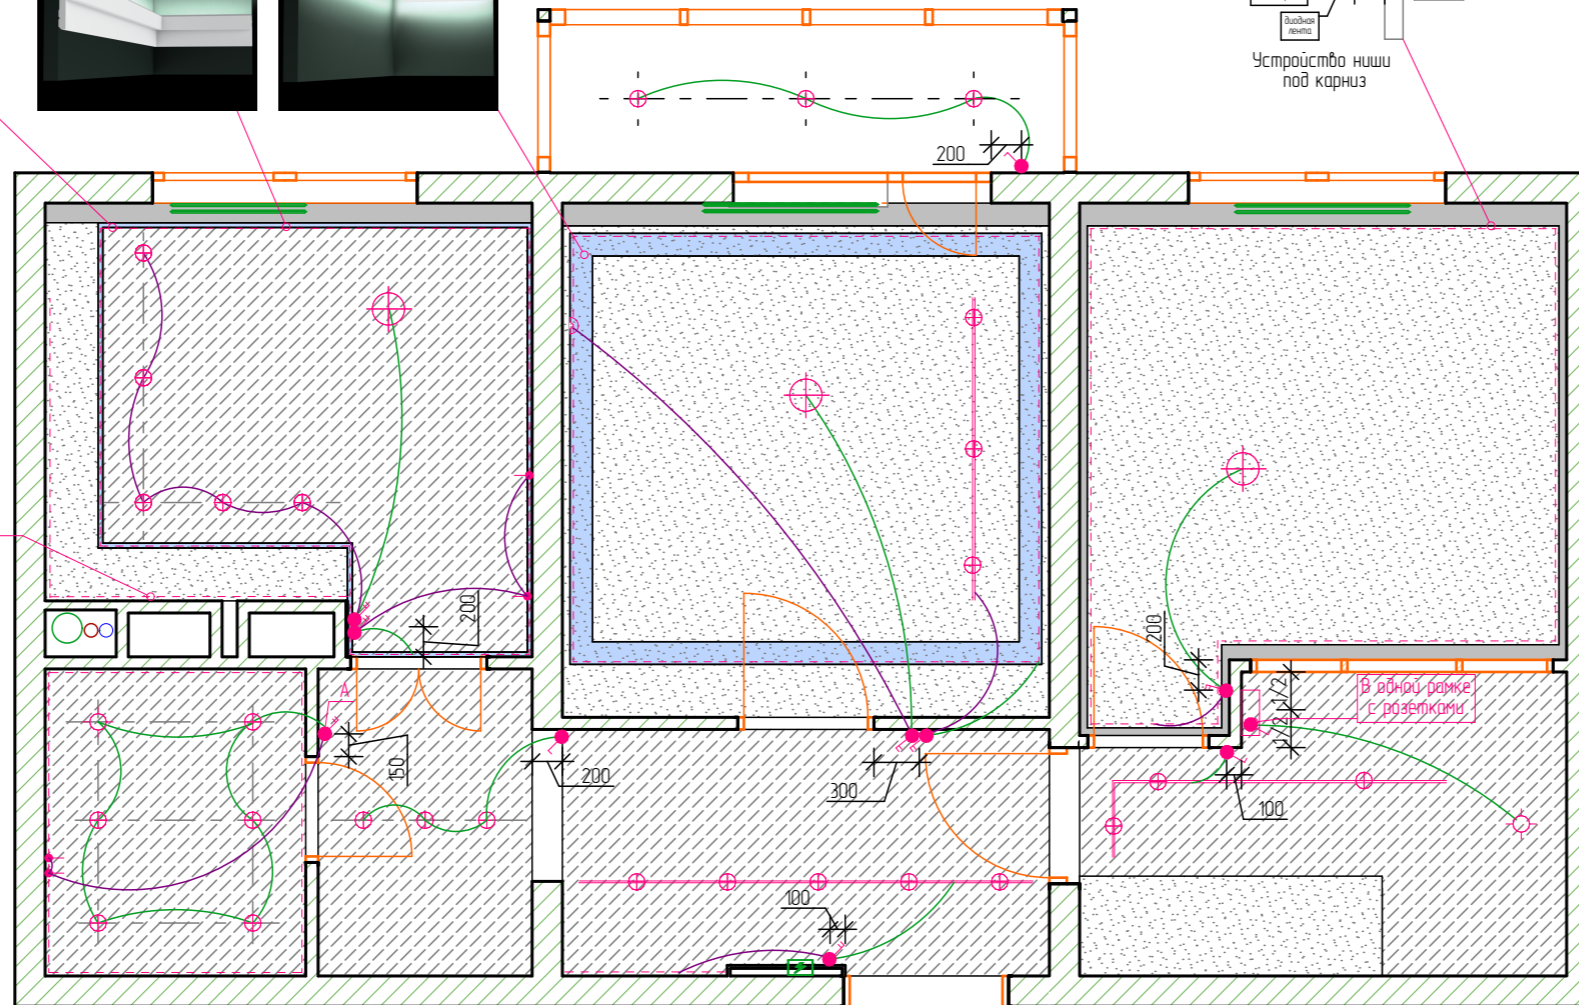 диодная
лента
Устройство ниши
под карниз
200
200
200
А
150
200
300
В одной рамке
с розетками
1/2
1/2
100
100